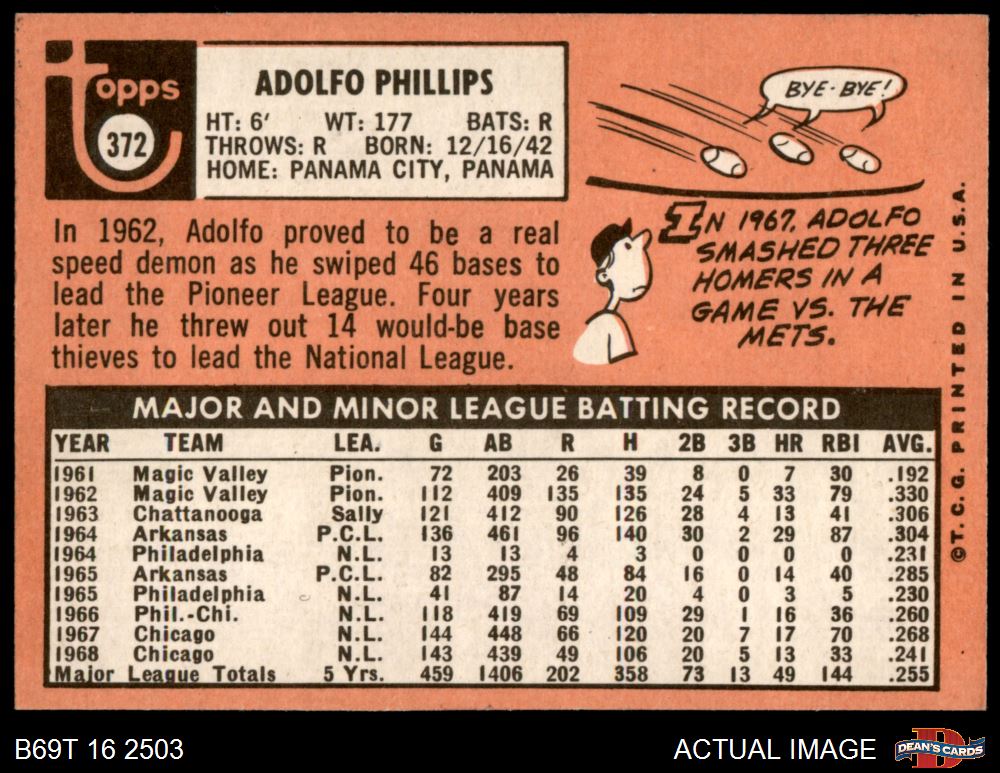 topps
372
ADOLFO PHILLIPS
HT: 6' WT: 177 BATS: R
THROWS: R BORN: 12/16/42
HOME: PANAMA CITY, PANAMA
In 1962, Adolfo proved to be a real
speed demon as he swiped 46 bases to
lead the Pioneer League. Four years
later he threw out 14 would-be base
thieves to lead the National League.
BYE-BYE!
IN 1967, ADOLFO
SMASHED THREE
HOMERS IN A
GAME VS. THE
METS.
©T.C.G. PRINTED IN U.S.A.
MAJOR AND MINOR LEAGUE BATTING RECORD
YEAR TEAM LEA. G AB R H 2B 3B HR RBI AVG.
1961 Magic Valley Pion. 72 203 26 39 8 0 7 30 .192
1962 Magic Valley Pion. 112 409 135 135 24 5 33 79 .330
1963 Chattanooga Sally 121 412 90 126 28 4 13 41 .306
1964 Arkansas P.C.L. 136 461 96 140 30 2 29 87 .304
1964 Philadelphia N.L. 13 13 4 3 0 0 0 0 .231
1965 Arkansas P.C.L. 82 295 48 84 16 0 14 40 .285
1965 Philadelphia N.L. 41 87 14 20 4 0 3 5 .230
1966 Phil.-Chi. N.L. 118 419 69 109 29 1 16 36 .260
1967 Chicago N.L. 144 448 66 120 20 7 17 70 .268
1968 Chicago N.L. 143 439 49 106 20 5 13 33 .241
Major League Totals 5 Yrs. 459 1406 202 358 73 13 49 144 .255
B69T 16 2503
ACTUAL IMAGE
D
DEAN'S CARDS